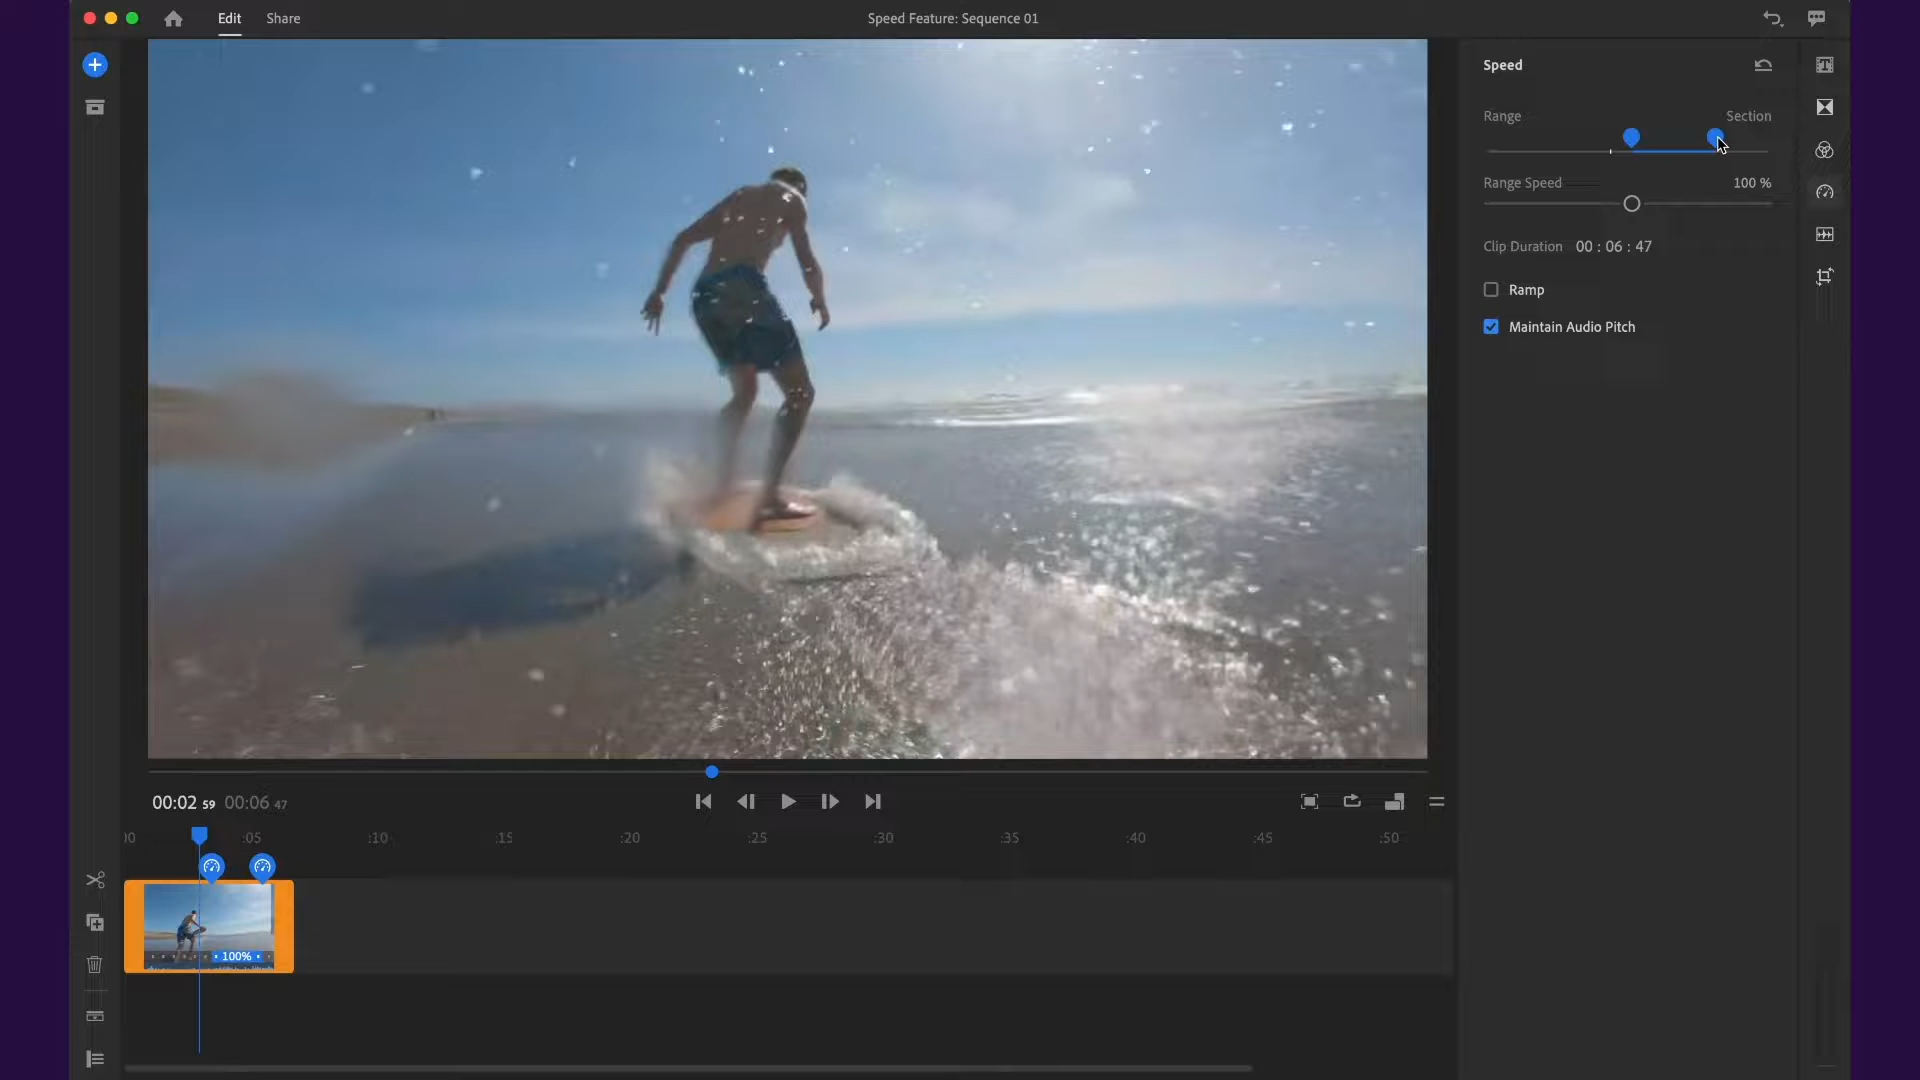 Edit Share Speed Feature: Sequence 01
Speed
Range Section
Range Speed 100 %
Clip Duration 00 : 06 : 47
Ramp
Maintain Audio Pitch
00:02 59 00:06 47
:00 :05 :10 :15 :20 :25 :30 :35 :40 :45 :50
100%